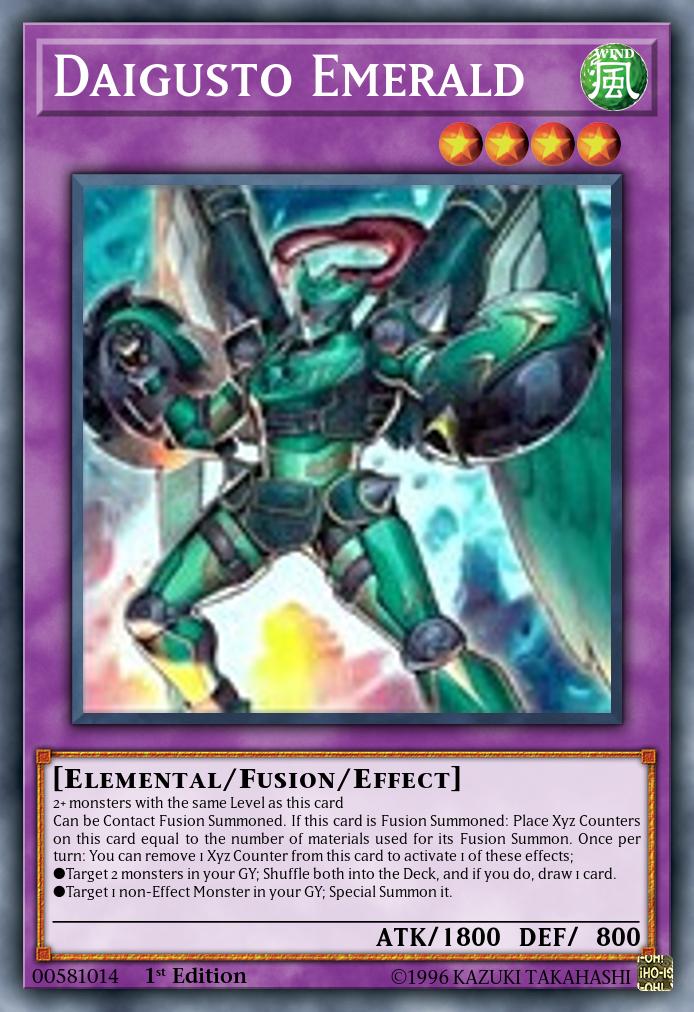 DAIGUSTO EMERALD
WIND
風
[ELEMENTAL/FUSION/EFFECT]
2+ monsters with the same Level as this card
Can be Contact Fusion Summoned. If this card is Fusion Summoned: Place Xyz Counters
on this card equal to the number of materials used for its Fusion Summon. Once per
turn: You can remove 1 Xyz Counter from this card to activate 1 of these effects;
●Target 2 monsters in your GY; Shuffle both into the Deck, and if you do, draw 1 card.
●Target 1 non-Effect Monster in your GY; Special Summon it.
ATK/1800 DEF/ 800
00581014 1st Edition ©1996 KAZUKI TAKAHASHI